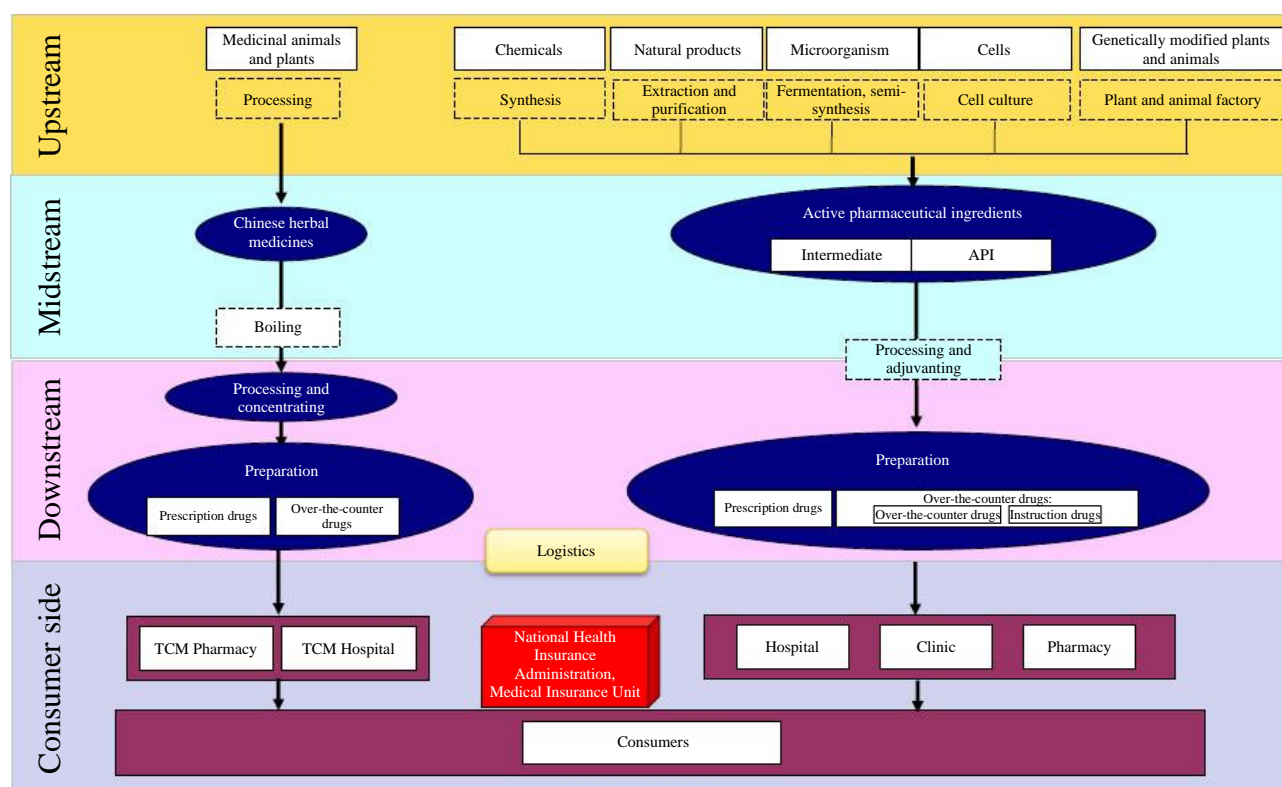 Upstream
Medicinal animals
and plants
Processing
Chemicals
Natural products
Microorganism
Cells
Genetically modified plants
and animals
Synthesis
Extraction and
purification
Fermentation, semi-
synthesis
Cell culture
Plant and animal factory
Midstream
Chinese herbal
medicines
Boiling
Active pharmaceutical ingredients
Intermediate
API
Processing and
adjuvanting
Downstream
Processing and
concentrating
Preparation
Prescription drugs
Over-the-counter
drugs
Preparation
Prescription drugs
Over-the-counter drugs:
Over-the-counter drugs
Instruction drugs
Logistics
Consumer side
TCM Pharmacy
TCM Hospital
National Health
Insurance
Administration,
Medical Insurance Unit
Hospital
Clinic
Pharmacy
Consumers